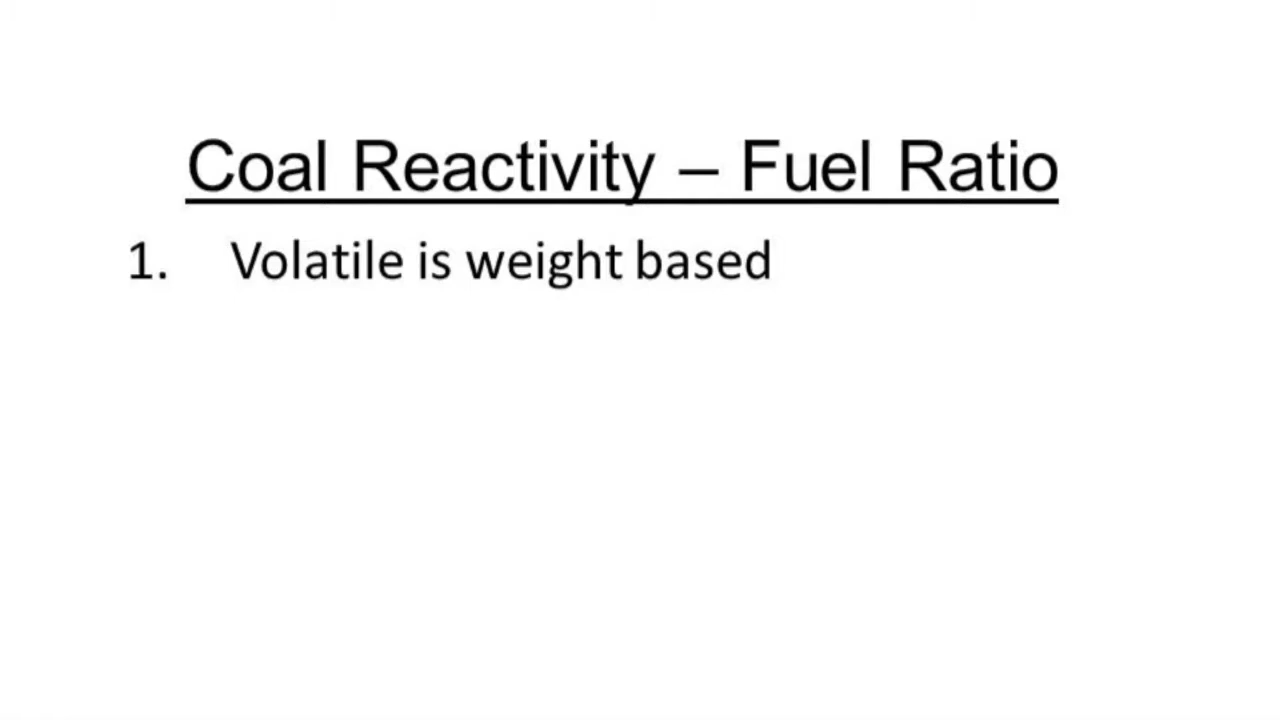 Coal Reactivity – Fuel Ratio
1. Volatile is weight based